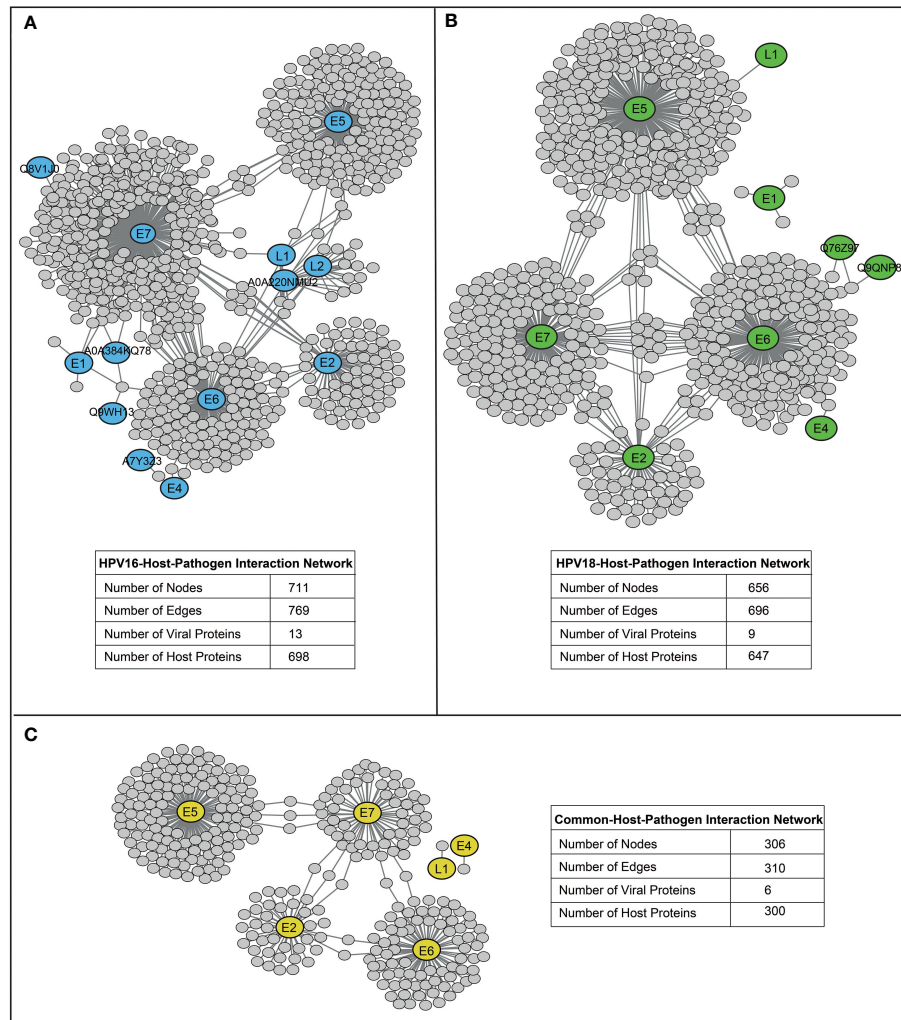 A
E5
Q8V1J0
E7
L1
L2
A0A220NMU2
E1
A0A384KQ78
E2
E6
Q9WH13
A7Y3Z3
E4
HPV16-Host-Pathogen Interaction Network
Number of Nodes 711
Number of Edges 769
Number of Viral Proteins 13
Number of Host Proteins 698
B
L1
E5
E1
Q76Z97
Q9QNP8
E7
E6
E4
E2
HPV18-Host-Pathogen Interaction Network
Number of Nodes 656
Number of Edges 696
Number of Viral Proteins 9
Number of Host Proteins 647
C
E5
E7
E4
L1
E2
E6
Common-Host-Pathogen Interaction Network
Number of Nodes 306
Number of Edges 310
Number of Viral Proteins 6
Number of Host Proteins 300